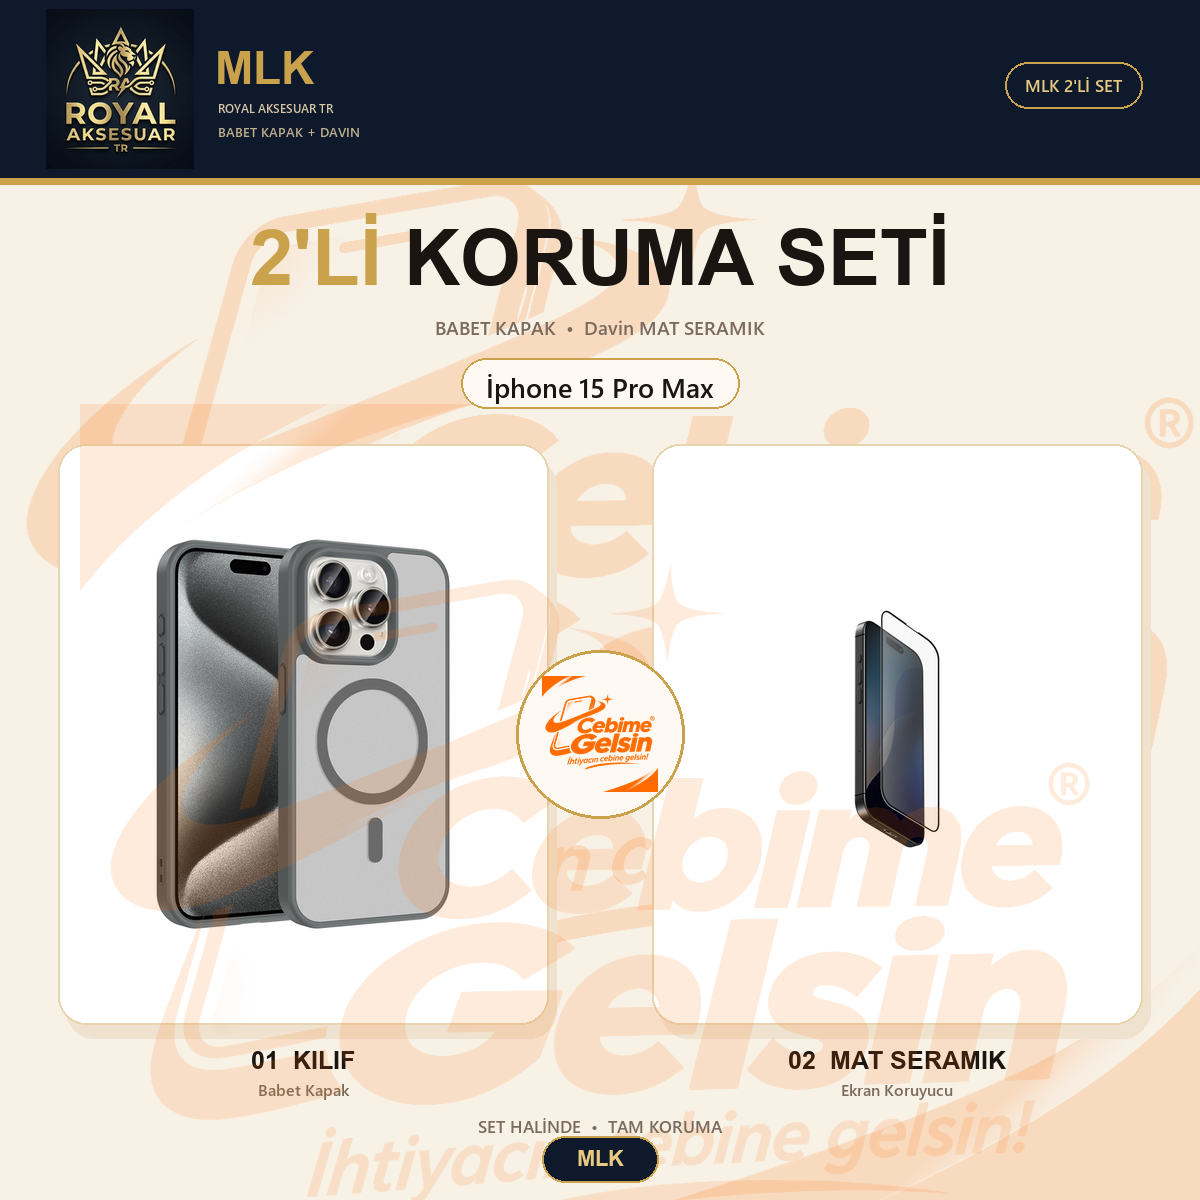 ROYAL
AKSESUAR
TR
MLK
ROYAL AKSESUAR TR
BABET KAPAK + DAVIN
MLK 2'Lİ SET
2'Lİ KORUMA SETİ
BABET KAPAK • Davin MAT SERAMIK
İphone 15 Pro Max
Cebime®
Gelsin
İhtiyacın cebine gelsin!
Cebime®
Gelsin
İhtiyacın cebine gelsin!
01 KILIF
Babet Kapak
02 MAT SERAMIK
Ekran Koruyucu
SET HALİNDE • TAM KORUMA
MLK